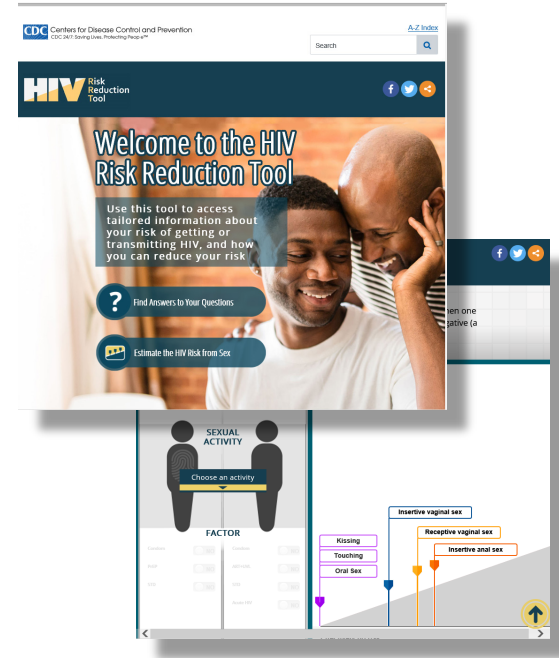 CDC Centers for Disease Control and Prevention
CDC 24/7: Saving Lives, Protecting People™
A-Z Index
Search
HIV Risk
Reduction
Tool
Welcome to the HIV
Risk Reduction Tool
Use this tool to access
tailored information about
your risk of getting or
transmitting HIV, and how
you can reduce your risk
? Find Answers to Your Questions
Estimate the HIV Risk from Sex
en one
gative (a
SEXUAL
ACTIVITY
Choose an activity
FACTOR
Insertive vaginal sex
Receptive vaginal sex
Insertive anal sex
Kissing
Touching
Oral Sex